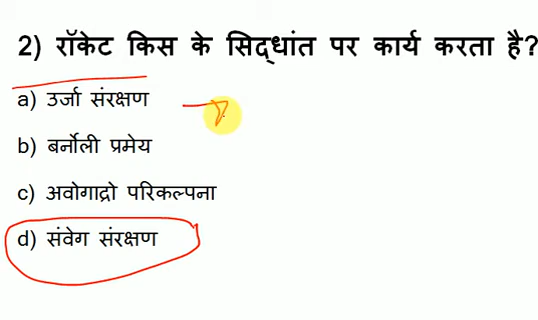 2) रॉकेट किस के सिद्धांत पर कार्य करता है?
a) उर्जा संरक्षण
b) बर्नोली प्रमेय
c) अवोगाद्रो परिकल्पना
d) संवेग संरक्षण